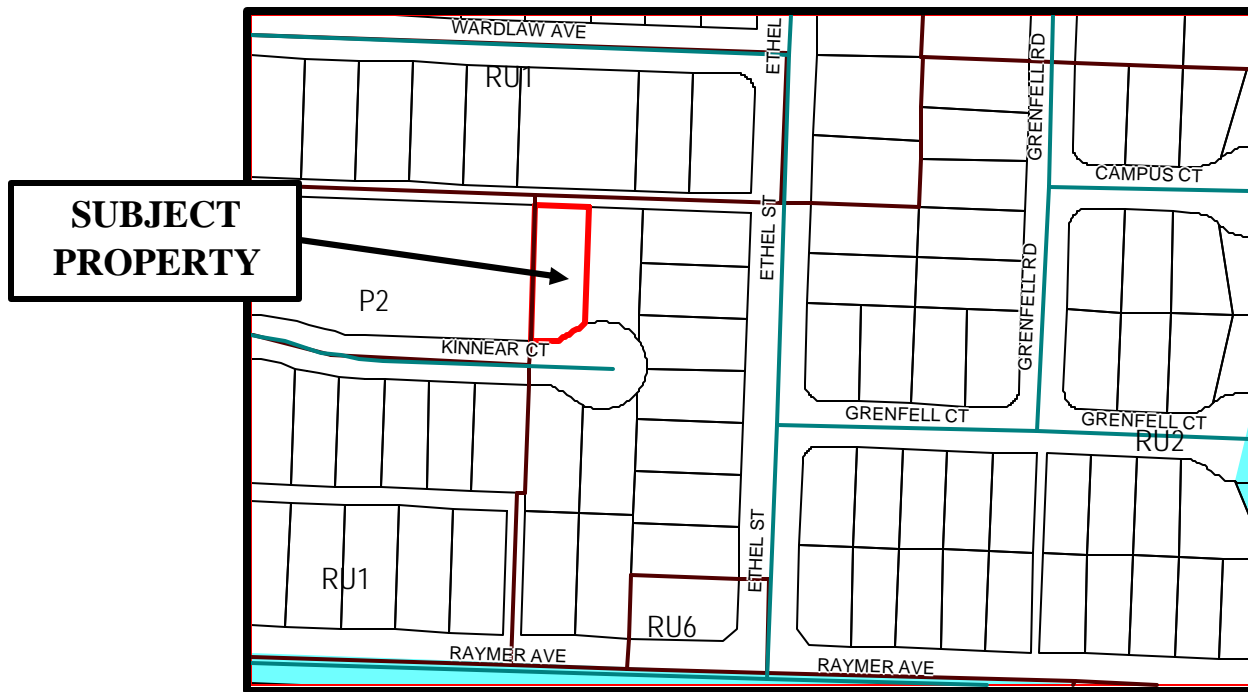 WARDLAW AVE
ETHEL
RU1
GRENFELL RD
CAMPUS CT
SUBJECT
PROPERTY
ETHEL ST
GRENFELL RD
P2
KINNEAR CT
GRENFELL CT
GRENFELL CT
RU2
ETHEL ST
RU1
RU6
RAYMER AVE
RAYMER AVE